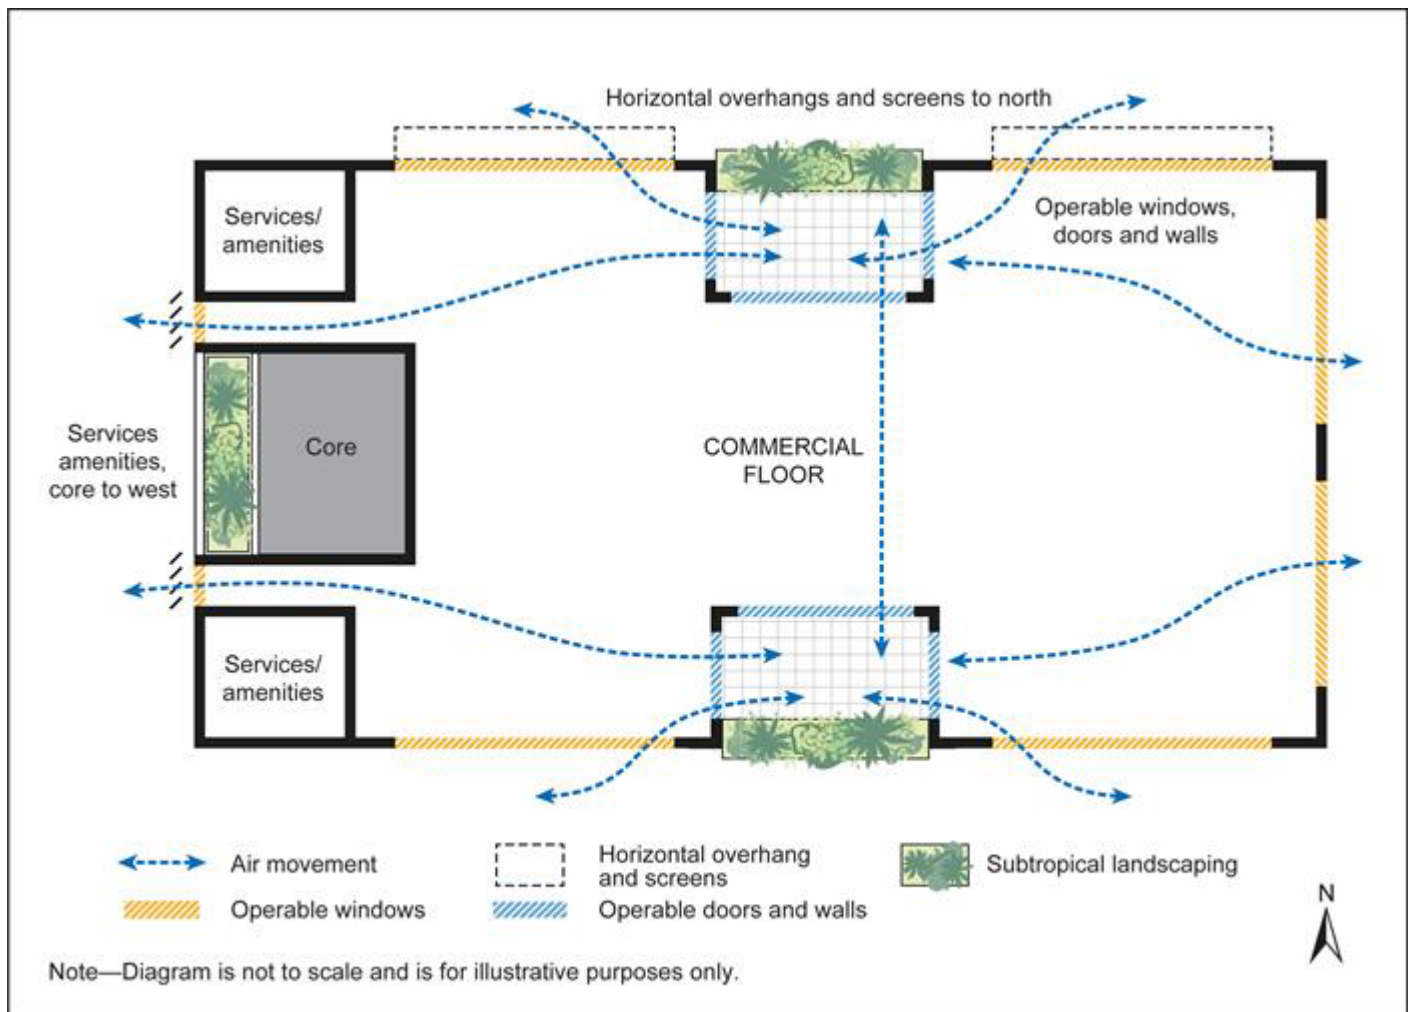 Horizontal overhangs and screens to north
Services/
amenities
Operable windows,
doors and walls
Services
amenities,
core to west
Core
COMMERCIAL
FLOOR
Services/
amenities
Air movement
Horizontal overhang
and screens
Subtropical landscaping
Operable windows
Operable doors and walls
N
Note—Diagram is not to scale and is for illustrative purposes only.